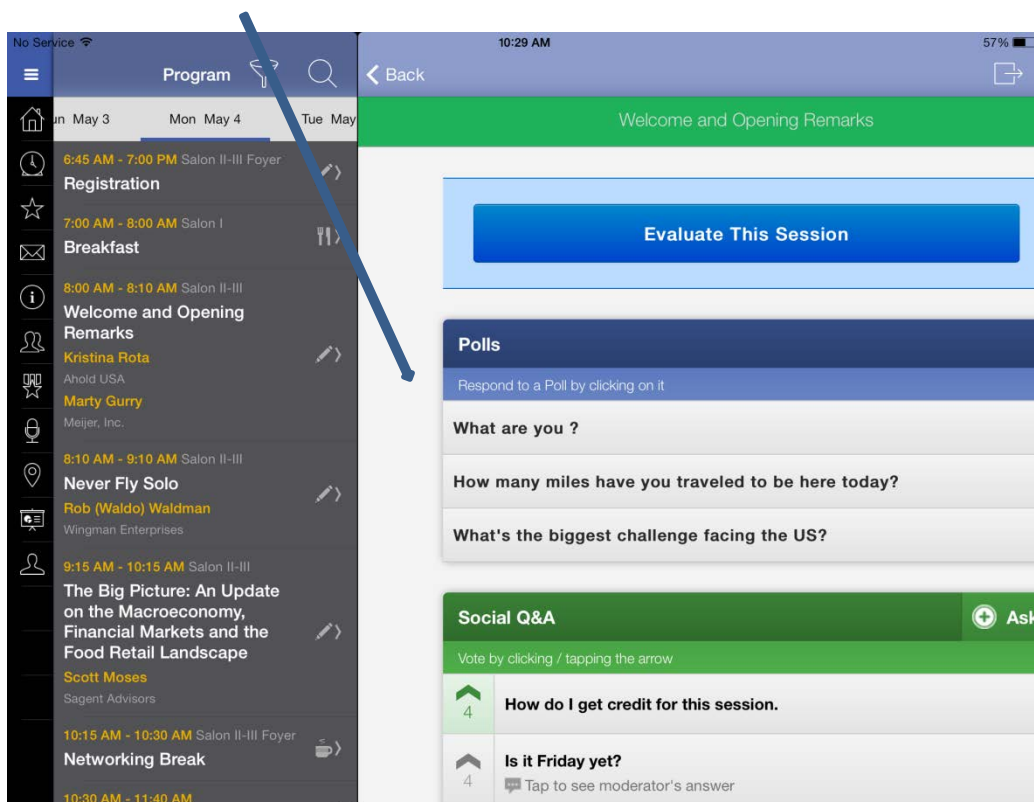 No Service
10:29 AM
57%
Program
Back
un May 3
Mon May 4
Tue May
Welcome and Opening Remarks
6:45 AM - 7:00 PM Salon II-III Foyer
Registration
7:00 AM - 8:00 AM Salon I
Breakfast
8:00 AM - 8:10 AM Salon II-III
Welcome and Opening
Remarks
Kristina Rota
Ahold USA
Marty Gurry
Meijer, Inc.
8:10 AM - 9:10 AM Salon II-III
Never Fly Solo
Rob (Waldo) Waldman
Wingman Enterprises
9:15 AM - 10:15 AM Salon II-III
The Big Picture: An Update
on the Macroeconomy,
Financial Markets and the
Food Retail Landscape
Scott Moses
Sagent Advisors
10:15 AM - 10:30 AM Salon II-III Foyer
Networking Break
10:30 AM - 11:40 AM
Evaluate This Session
Polls
Respond to a Poll by clicking on it
What are you ?
How many miles have you traveled to be here today?
What's the biggest challenge facing the US?
Social Q&A
Ask
Vote by clicking / tapping the arrow
4
How do I get credit for this session.
4
Is it Friday yet?
Tap to see moderator's answer